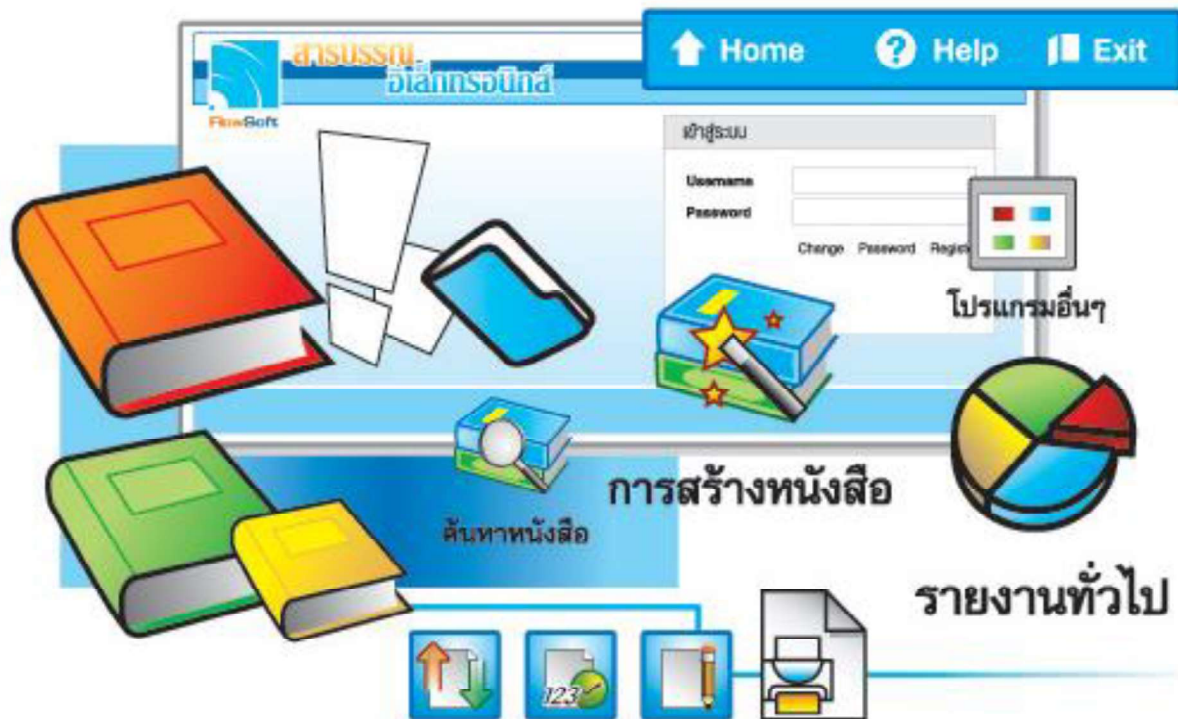 สารบรรณ
อิเล็กทรอนิกส์
FlowSoft
Home
Help
Exit
เข้าสู่ระบบ
Username
Password
Change Password Regist
โปรแกรมอื่นๆ
การสร้างหนังสือ
ค้นหาหนังสือ
รายงานทั่วไป
123